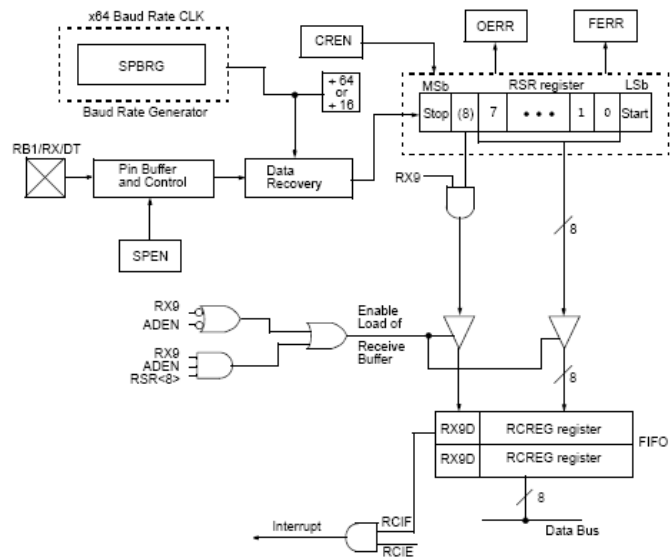 x64 Baud Rate CLK
SPBRG
Baud Rate Generator
CREN
OERR
FERR
÷ 64
or
÷ 16
MSb
RSR register
LSb
Stop
(8)
7
• • •
1
0
Start
RB1/RX/DT
Pin Buffer
and Control
Data
Recovery
SPEN
RX9
8
RX9
ADEN
RX9
ADEN
RSR<8>
Enable
Load of
Receive
Buffer
8
RX9D
RCREG register
RX9D
RCREG register
FIFO
8
Data Bus
Interrupt
RCIF
RCIE